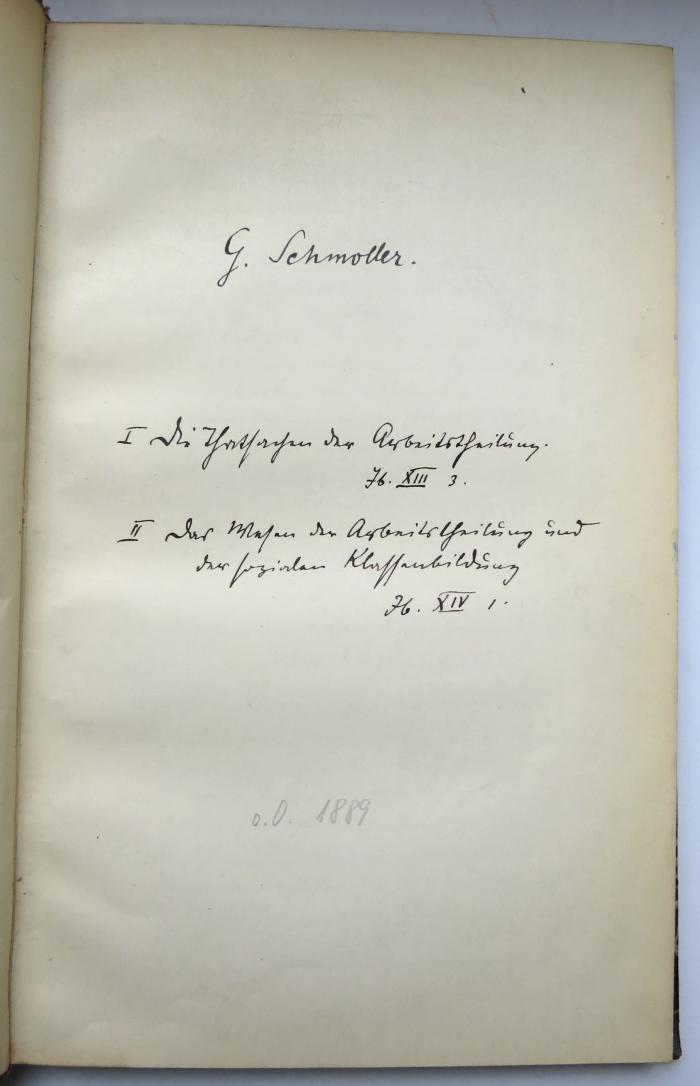 G. Schmoller.
I Die Thatsachen der Arbeitstheilung.
Jb. XIII 3.
II Das Wesen der Arbeitstheilung und
der sozialen Klassenbildung
Jb. XIV 1.
o.O. 1889